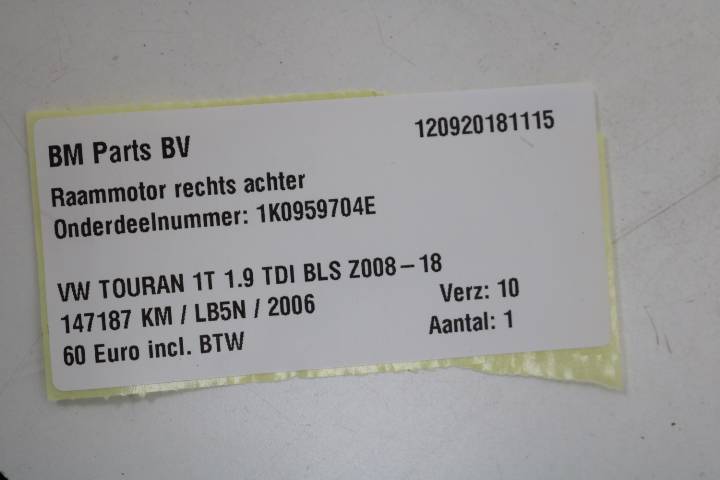 BM Parts BV
120920181115
Raammotor rechts achter
Onderdeelnummer: 1K0959704E
VW TOURAN 1T 1.9 TDI BLS Z008-18
147187 KM / LB5N / 2006
Verz: 10
60 Euro incl. BTW
Aantal: 1